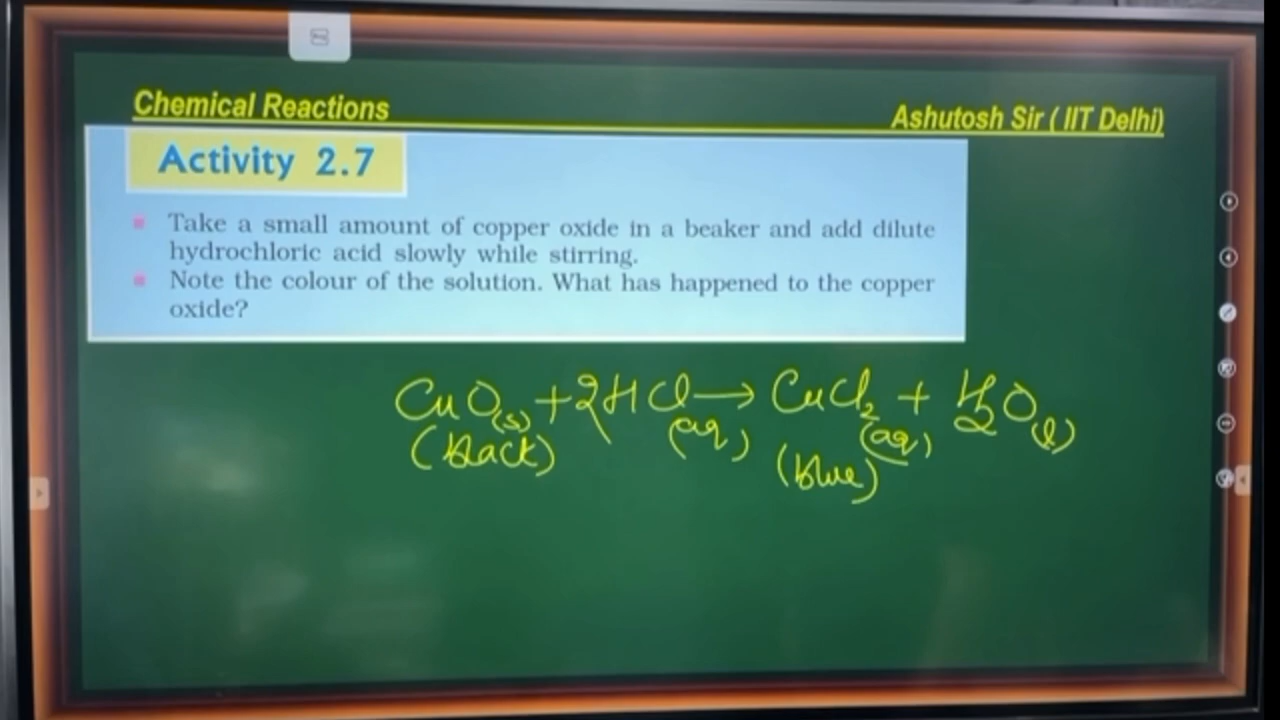 Chemical Reactions
Ashutosh Sir ( IIT Delhi)
Activity 2.7
Take a small amount of copper oxide in a beaker and add dilute
hydrochloric acid slowly while stirring.
Note the colour of the solution. What has happened to the copper
oxide?
CuO(s) + 2HCl → CuCl2 + H2O(l)
(black) (aq) (aq)
(blue)